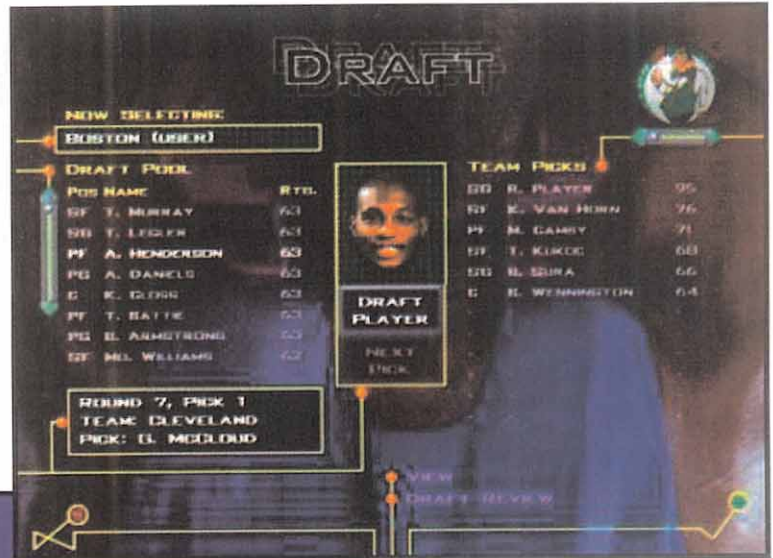 DRAFT
NOW SELECTING:
BOSTON (USER)
DRAFT POOL
POS NAME RTG.
SF T. MURRAY 63
SG T. LEGLER 63
PF A. HENDERSON 63
PG A. DANIELS 63
C K. CLOSS 63
PF T. BATTIE 63
PG B. ARMSTRONG 63
SF MO. WILLIAMS 62
DRAFT
PLAYER
NEXT
PICK
TEAM PICKS
SG R. PLAYER 95
SF K. VAN HORN 76
PF M. CAMBY 71
SF T. KUKOC 68
SG B. SURA 66
C B. WENNINGTON 64
ROUND 7, PICK 1
TEAM: CLEVELAND
PICK: G. MCCLOUD
VIEW
DRAFT REVIEW